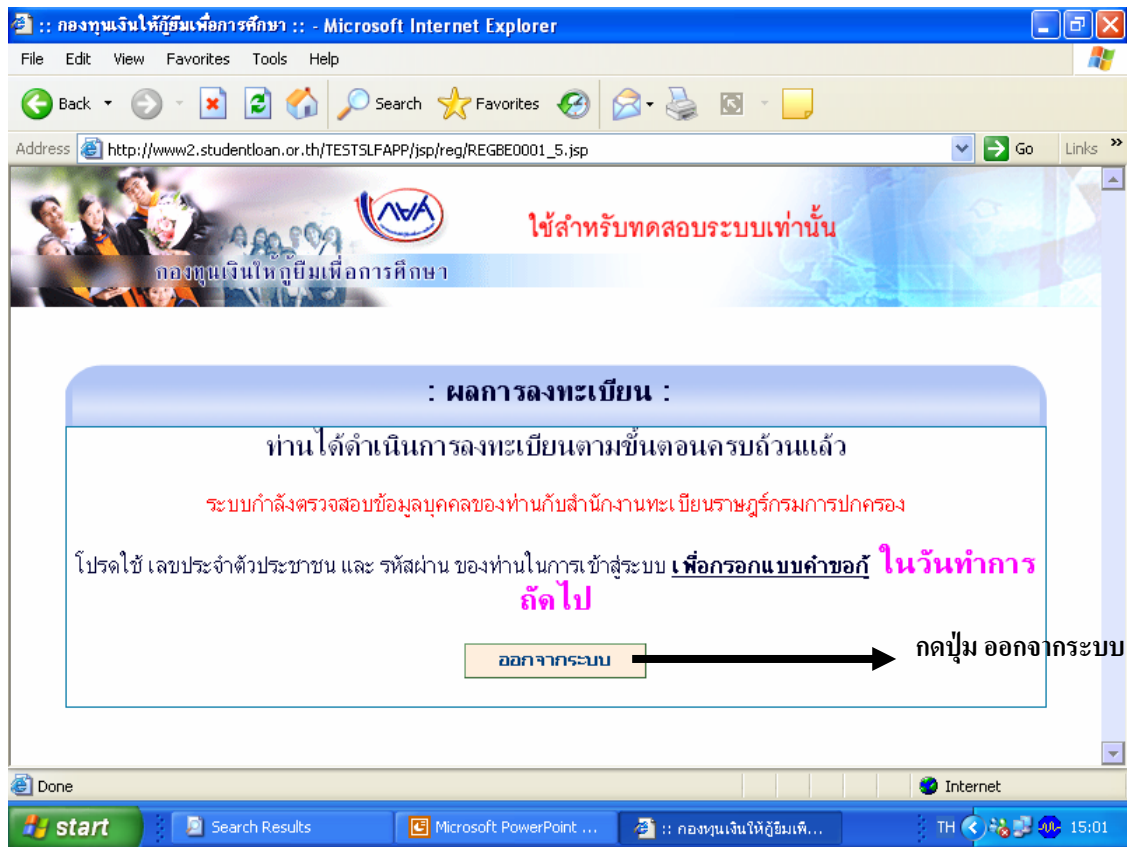 :: กองทุนเงินให้กู้ยืมเพื่อการศึกษา :: - Microsoft Internet Explorer
File Edit View Favorites Tools Help
Back Search Favorites
Address http://www2.studentloan.or.th/TESTSLFAPP/jsp/reg/REGBE0001_5.jsp Go Links »
กยศ
ใช้สำหรับทดสอบระบบเท่านั้น
กองทุนเงินให้กู้ยืมเพื่อการศึกษา
: ผลการลงทะเบียน :
ท่านได้ดำเนินการลงทะเบียนตามขั้นตอนครบถ้วนแล้ว
ระบบกำลังตรวจสอบข้อมูลบุคคลของท่านกับสำนักงานทะเบียนราษฎร์กรมการปกครอง
โปรดใช้ เลขประจำตัวประชาชน และ รหัสผ่าน ของท่านในการเข้าสู่ระบบ เพื่อกรอกแบบคำขอกู้ ในวันทำการ
ถัดไป
ออกจากระบบ
กดปุ่ม ออกจากระบบ
Done Internet
start Search Results Microsoft PowerPoint ... :: กองทุนเงินให้กู้ยืมเพื่... TH 15:01